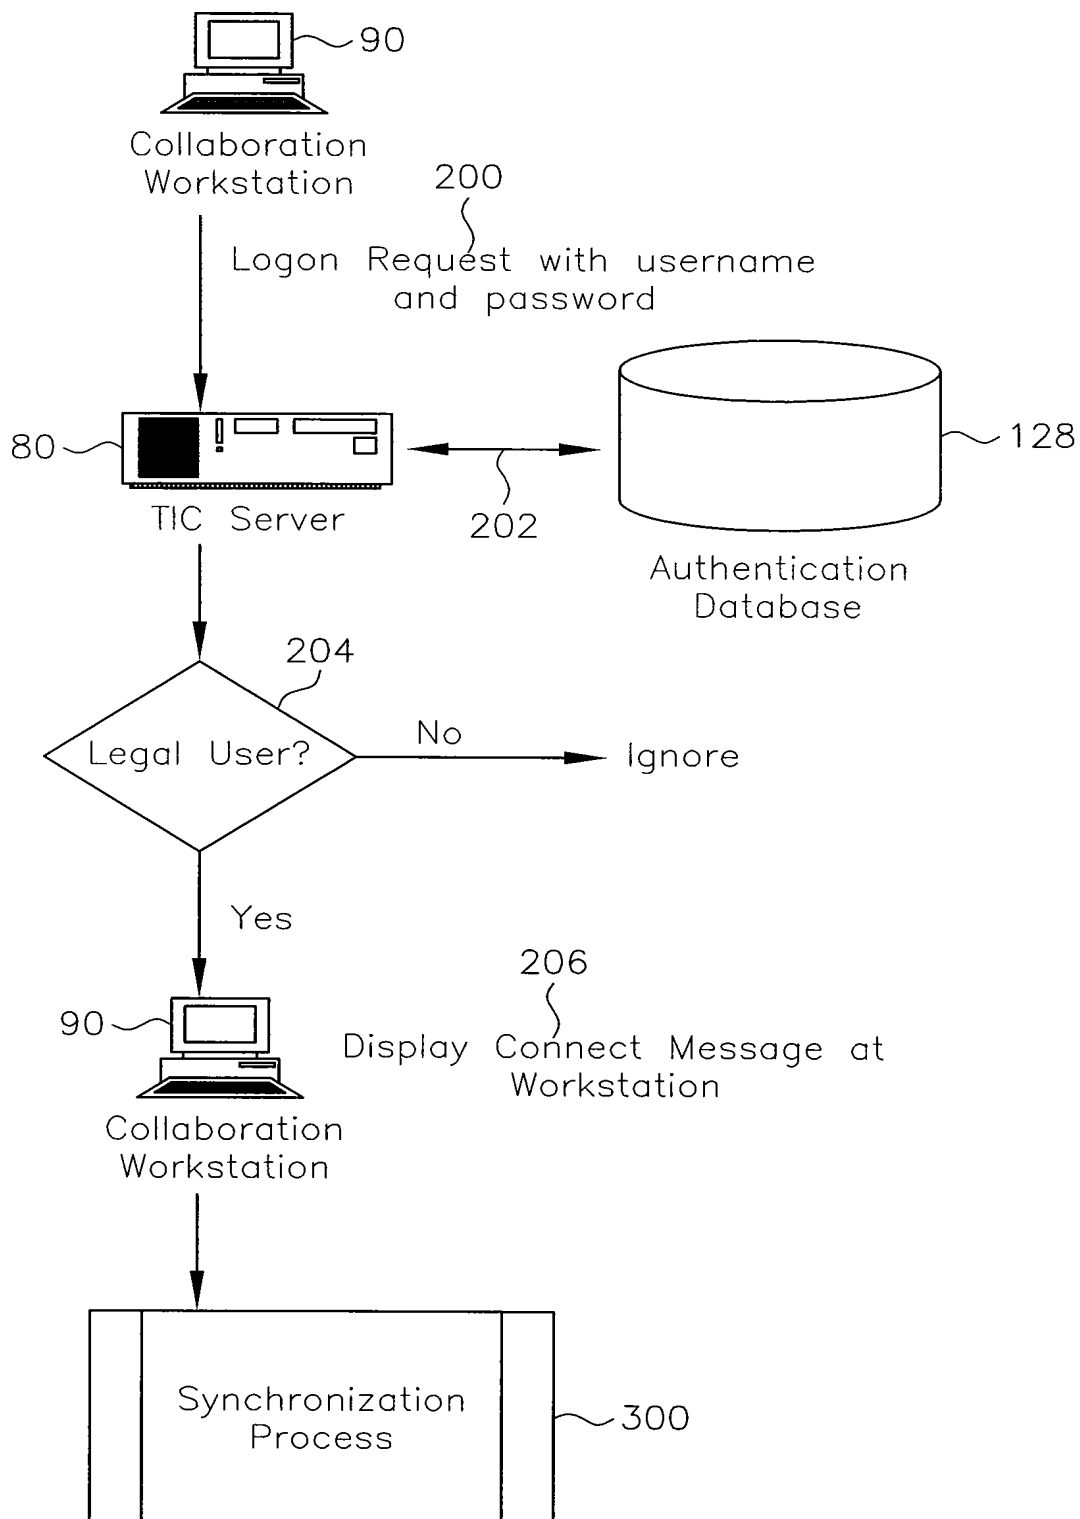 90
Collaboration
Workstation
200
Logon Request with username
and password
80
TIC Server
202
128
Authentication
Database
204
Legal User?
No
Ignore
Yes
206
90
Display Connect Message at
Workstation
Collaboration
Workstation
Synchronization
Process
300